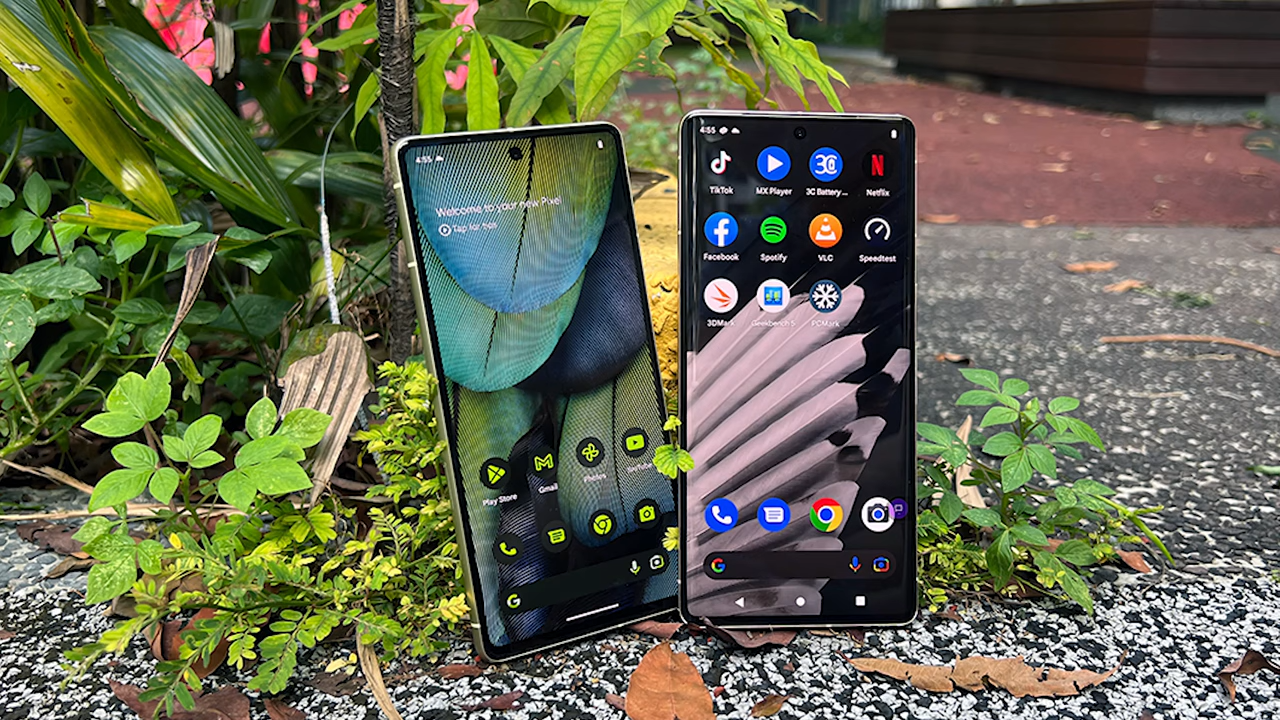 4:55
Welcome to your new Pixel
Tap for tips
Play Store
Gmail
Photos
YouTube
4:55
TikTok
MX Player
3C Battery ...
Netflix
Facebook
Spotify
VLC
Speedtest
3DMark
Geekbench 5
PCMark